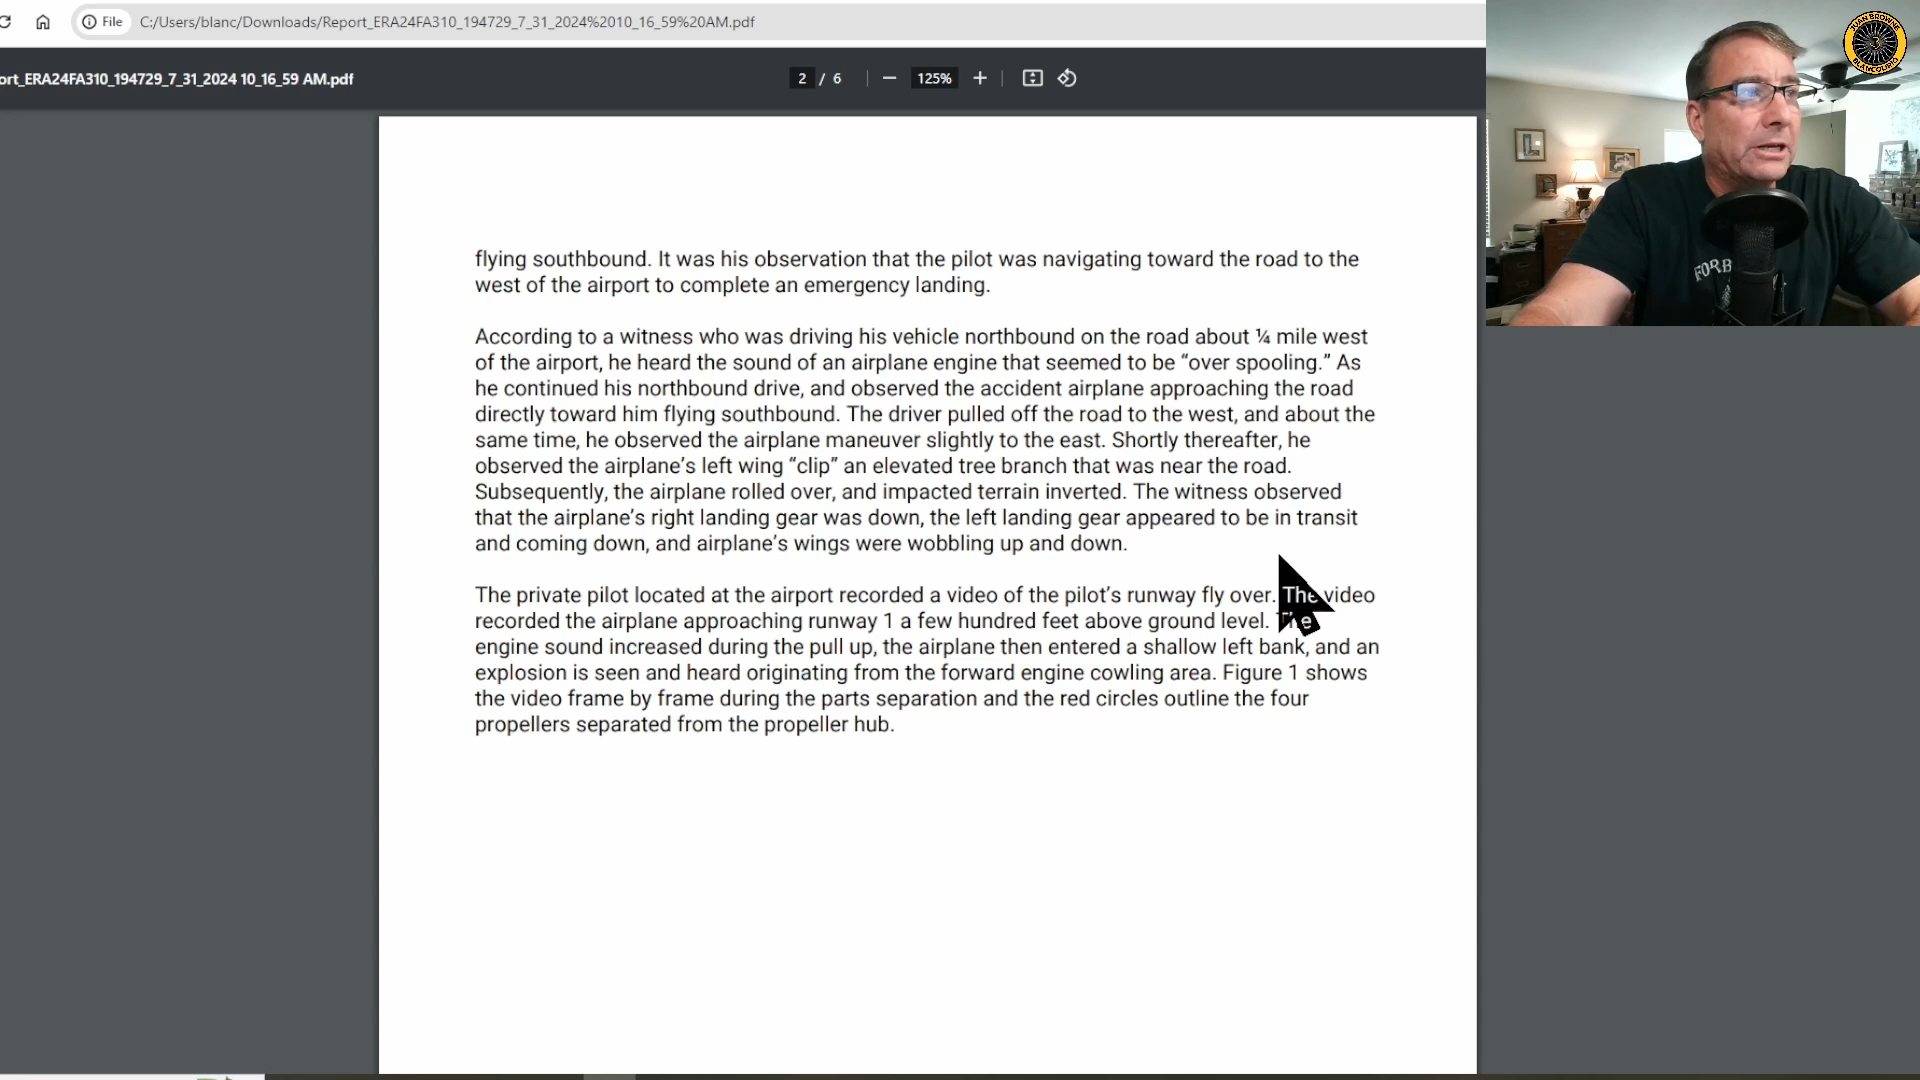 File
C:/Users/blanc/Downloads/Report_ERA24FA310_194729_7_31_2024%2010_16_59%20AM.pdf
JUAN BROWNE
BLANCOLIRIO
ort_ERA24FA310_194729_7_31_2024 10_16_59 AM.pdf
2 / 6
125%
FORB
flying southbound. It was his observation that the pilot was navigating toward the road to the
west of the airport to complete an emergency landing.
According to a witness who was driving his vehicle northbound on the road about ¼ mile west
of the airport, he heard the sound of an airplane engine that seemed to be “over spooling.” As
he continued his northbound drive, and observed the accident airplane approaching the road
directly toward him flying southbound. The driver pulled off the road to the west, and about the
same time, he observed the airplane maneuver slightly to the east. Shortly thereafter, he
observed the airplane’s left wing “clip” an elevated tree branch that was near the road.
Subsequently, the airplane rolled over, and impacted terrain inverted. The witness observed
that the airplane’s right landing gear was down, the left landing gear appeared to be in transit
and coming down, and airplane’s wings were wobbling up and down.
The private pilot located at the airport recorded a video of the pilot’s runway fly over. The video
recorded the airplane approaching runway 1 a few hundred feet above ground level. The
engine sound increased during the pull up, the airplane then entered a shallow left bank, and an
explosion is seen and heard originating from the forward engine cowling area. Figure 1 shows
the video frame by frame during the parts separation and the red circles outline the four
propellers separated from the propeller hub.